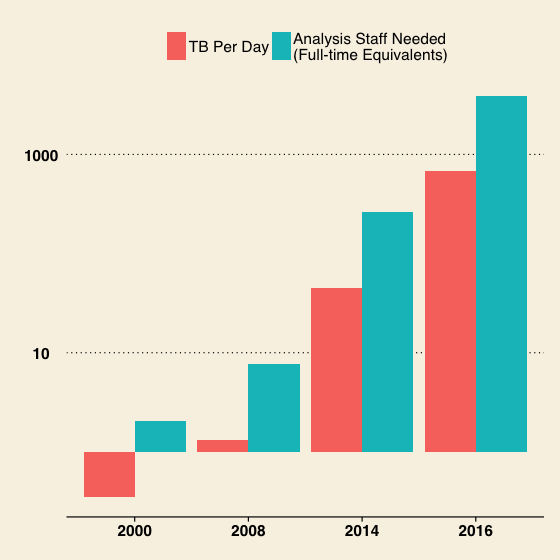 TB Per Day
Analysis Staff Needed
(Full-time Equivalents)
1000
10
2000
2008
2014
2016